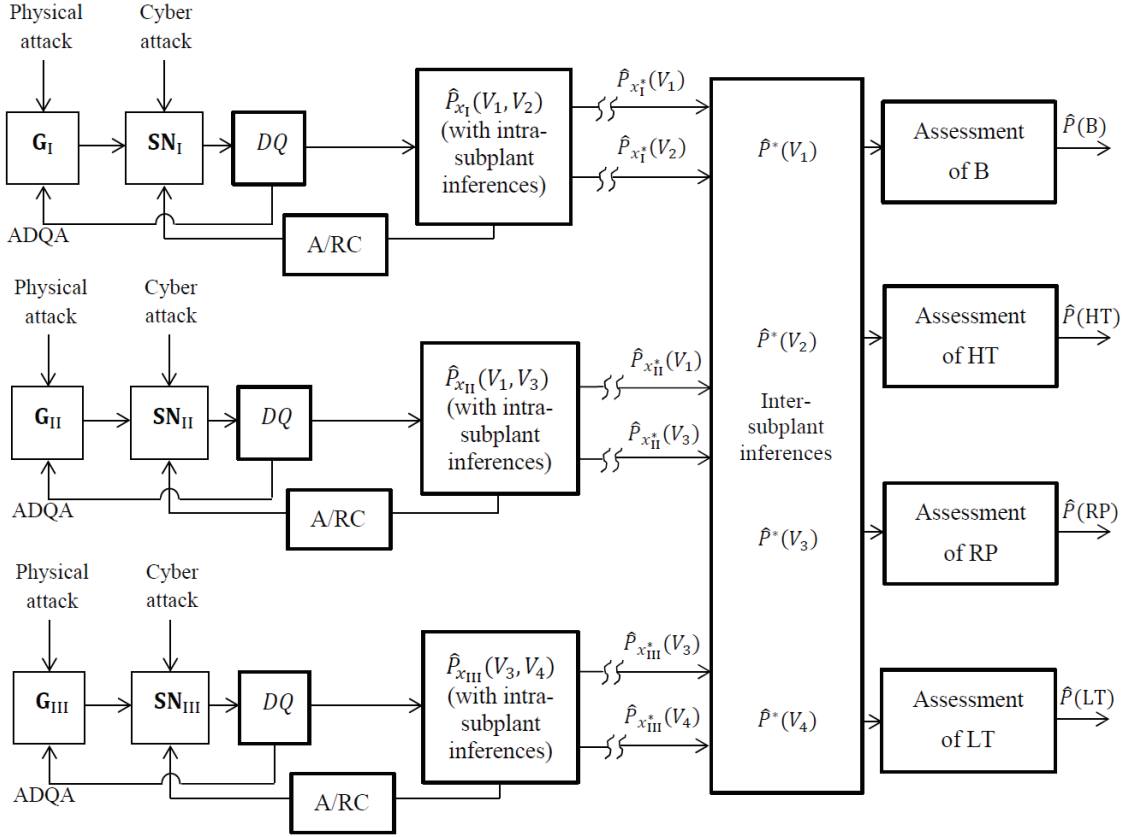 Physical attack
Cyber attack
G_I
SN_I
DQ
P̂_{x_I}(V_1, V_2)
(with intra-
subplant
inferences)
P̂_{x_I^*}(V_1)
P̂_{x_I^*}(V_2)
ADQA
A/RC
Physical attack
Cyber attack
G_II
SN_II
DQ
P̂_{x_II}(V_1, V_3)
(with intra-
subplant
inferences)
P̂_{x_II^*}(V_1)
P̂_{x_II^*}(V_3)
ADQA
A/RC
Physical attack
Cyber attack
G_III
SN_III
DQ
P̂_{x_III}(V_3, V_4)
(with intra-
subplant
inferences)
P̂_{x_III^*}(V_3)
P̂_{x_III^*}(V_4)
ADQA
A/RC
P̂^*(V_1)
P̂^*(V_2)
Inter-
subplant
inferences
P̂^*(V_3)
P̂^*(V_4)
Assessment
of B
P̂(B)
Assessment
of HT
P̂(HT)
Assessment
of RP
P̂(RP)
Assessment
of LT
P̂(LT)